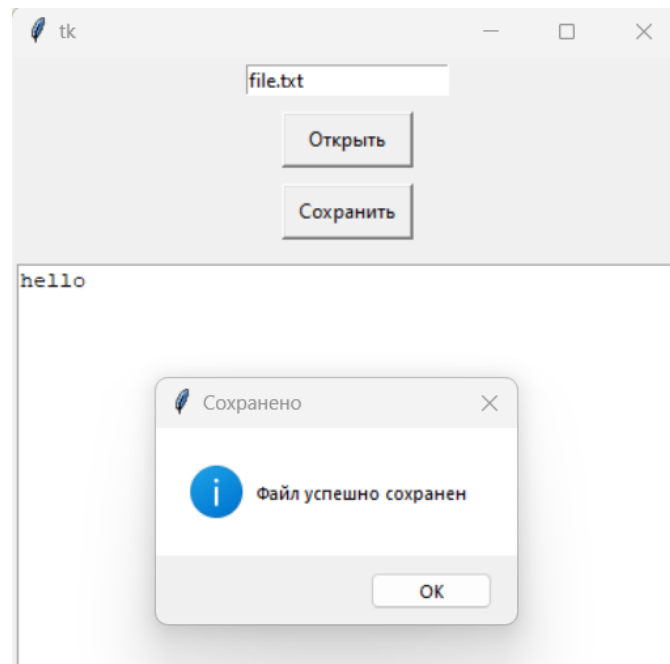 tk
file.txt
Открыть
Сохранить
hello
Сохранено
Файл успешно сохранен
OK